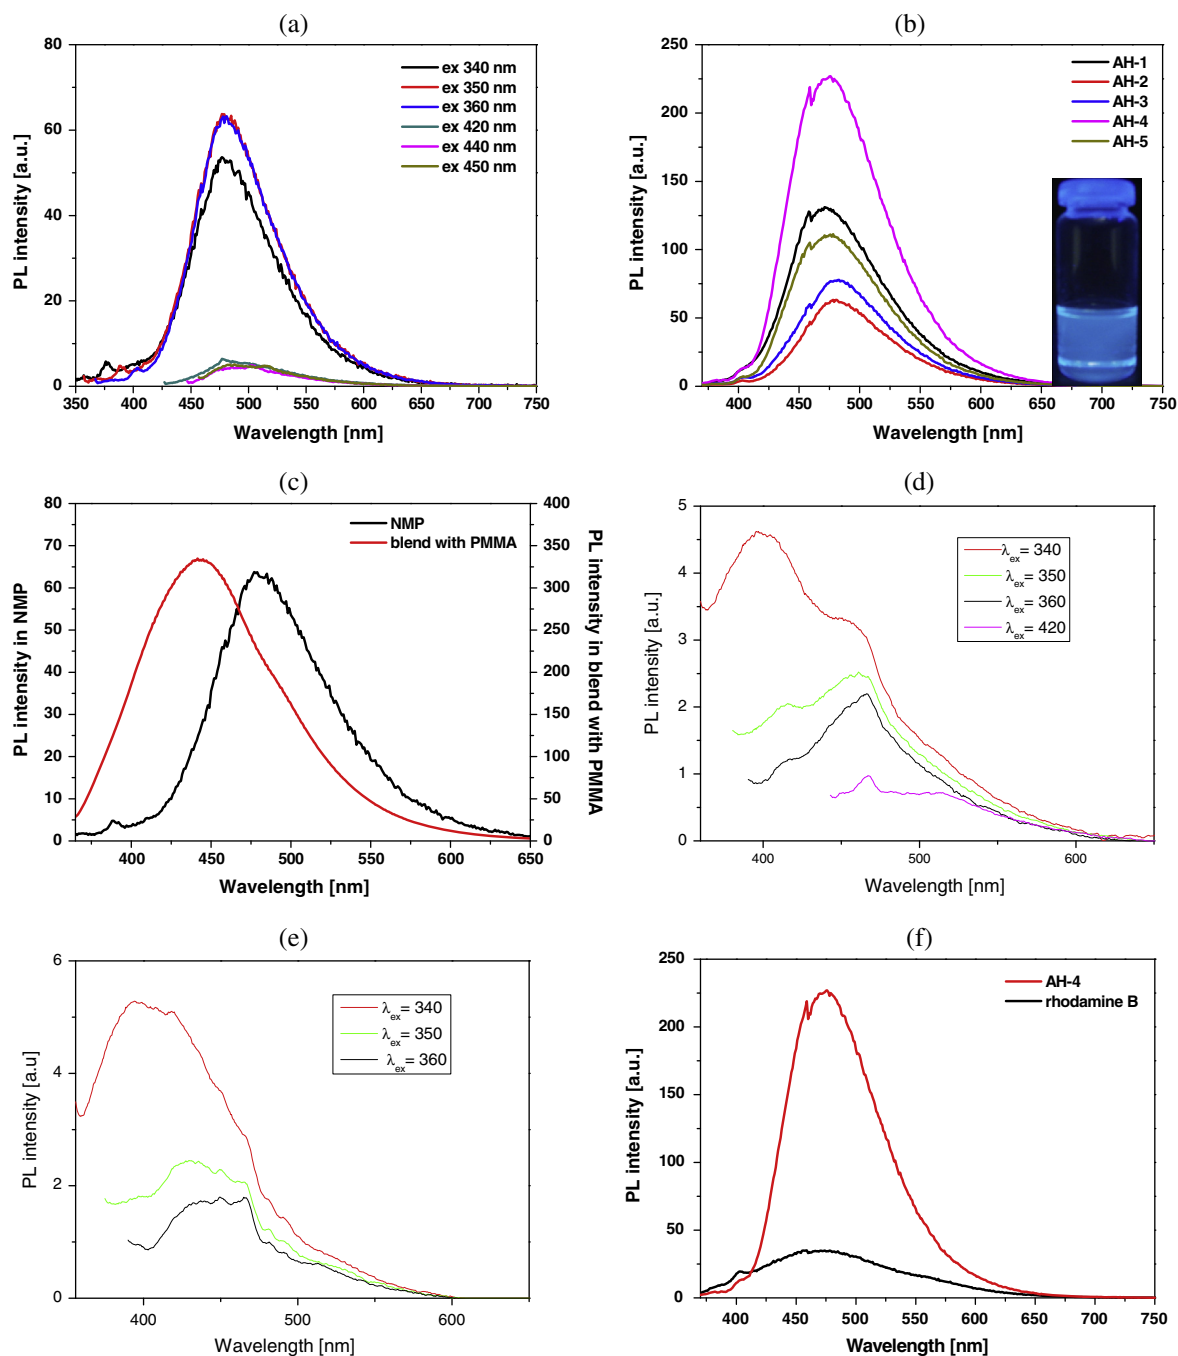 (a)
80
60
40
20
0
350 400 450 500 550 600 650 700 750
PL intensity [a.u.]
Wavelength [nm]
ex 340 nm
ex 350 nm
ex 360 nm
ex 420 nm
ex 440 nm
ex 450 nm
(b)
250
200
150
100
50
0
400 450 500 550 600 650 700 750
PL intensity [a.u.]
Wavelength [nm]
AH-1
AH-2
AH-3
AH-4
AH-5
(c)
80
70
60
50
40
30
20
10
0
400
350
300
250
200
150
100
50
0
400 450 500 550 600 650
PL intensity in NMP
PL intensity in blend with PMMA
Wavelength [nm]
NMP
blend with PMMA
(d)
5
4
3
2
1
0
400 500 600
PL intensity [a.u.]
Wavelength [nm]
λex= 340
λex= 350
λex= 360
λex= 420
(e)
6
4
2
0
400 500 600
PL intensity [a.u]
Wavelength [nm]
λex= 340
λex= 350
λex= 360
(f)
250
200
150
100
50
0
400 450 500 550 600 650 700 750
PL intensity [a.u.]
Wavelength [nm]
AH-4
rhodamine B